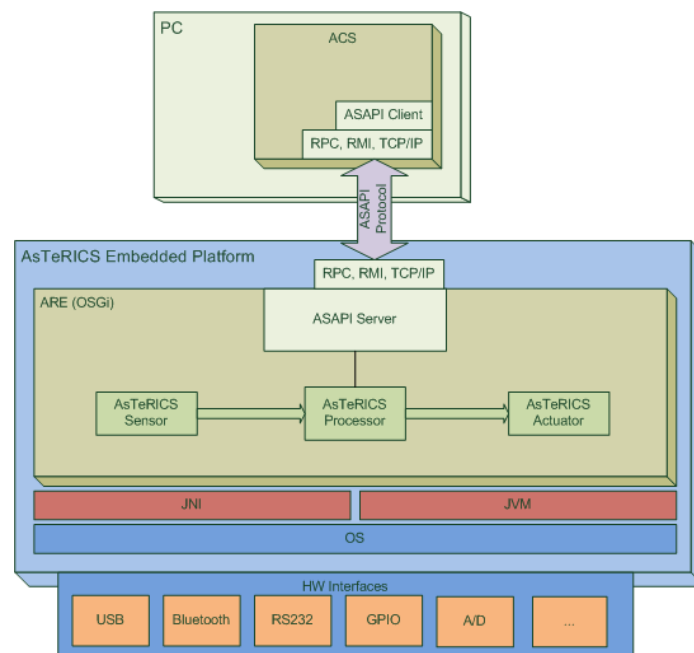 PC
ACS
ASAPI Client
RPC, RMI, TCP/IP
ASAPI
Protocol
AsTeRICS Embedded Platform
RPC, RMI, TCP/IP
ARE (OSGi)
ASAPI Server
AsTeRICS
Sensor
AsTeRICS
Processor
AsTeRICS
Actuator
JNI
JVM
OS
HW Interfaces
USB
Bluetooth
RS232
GPIO
A/D
...